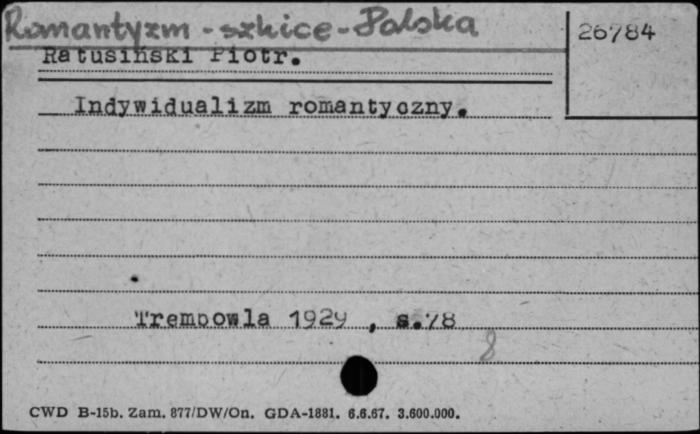 Romantyzm - szkice - Polska
26784
Ratusiński Piotr.
Indywidualizm romantyczny.
Trembowla 1929 , s.78
8
CWD B-15b. Zam. 877/DW/On. GDA-1881. 6.6.67. 3.600.000.